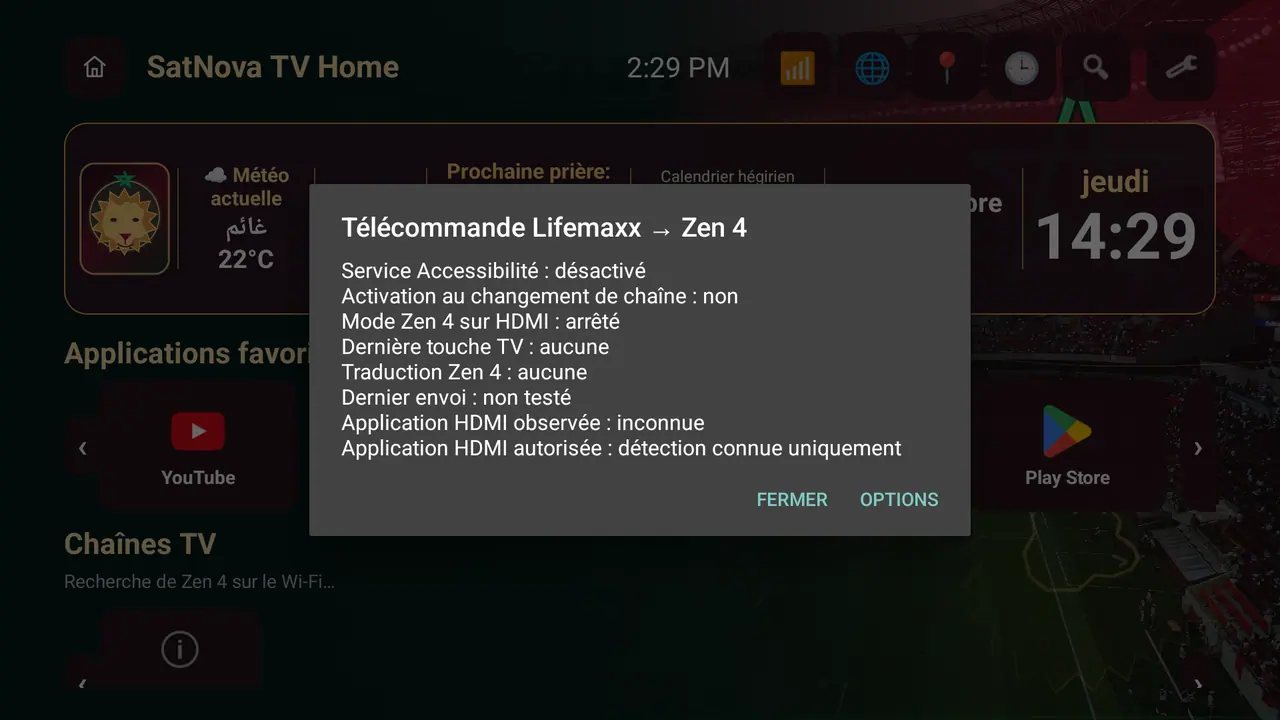 SatNova TV Home
2:29 PM
Météo
actuelle
غائم
22°C
Prochaine prière:
Calendrier hégirien
bre
jeudi
14:29
Télécommande Lifemaxx → Zen 4
Service Accessibilité : désactivé
Activation au changement de chaîne : non
Mode Zen 4 sur HDMI : arrêté
Dernière touche TV : aucune
Traduction Zen 4 : aucune
Dernier envoi : non testé
Application HDMI observée : inconnue
Application HDMI autorisée : détection connue uniquement
FERMER
OPTIONS
Applications favori
YouTube
Play Store
Chaînes TV
Recherche de Zen 4 sur le Wi-Fi…